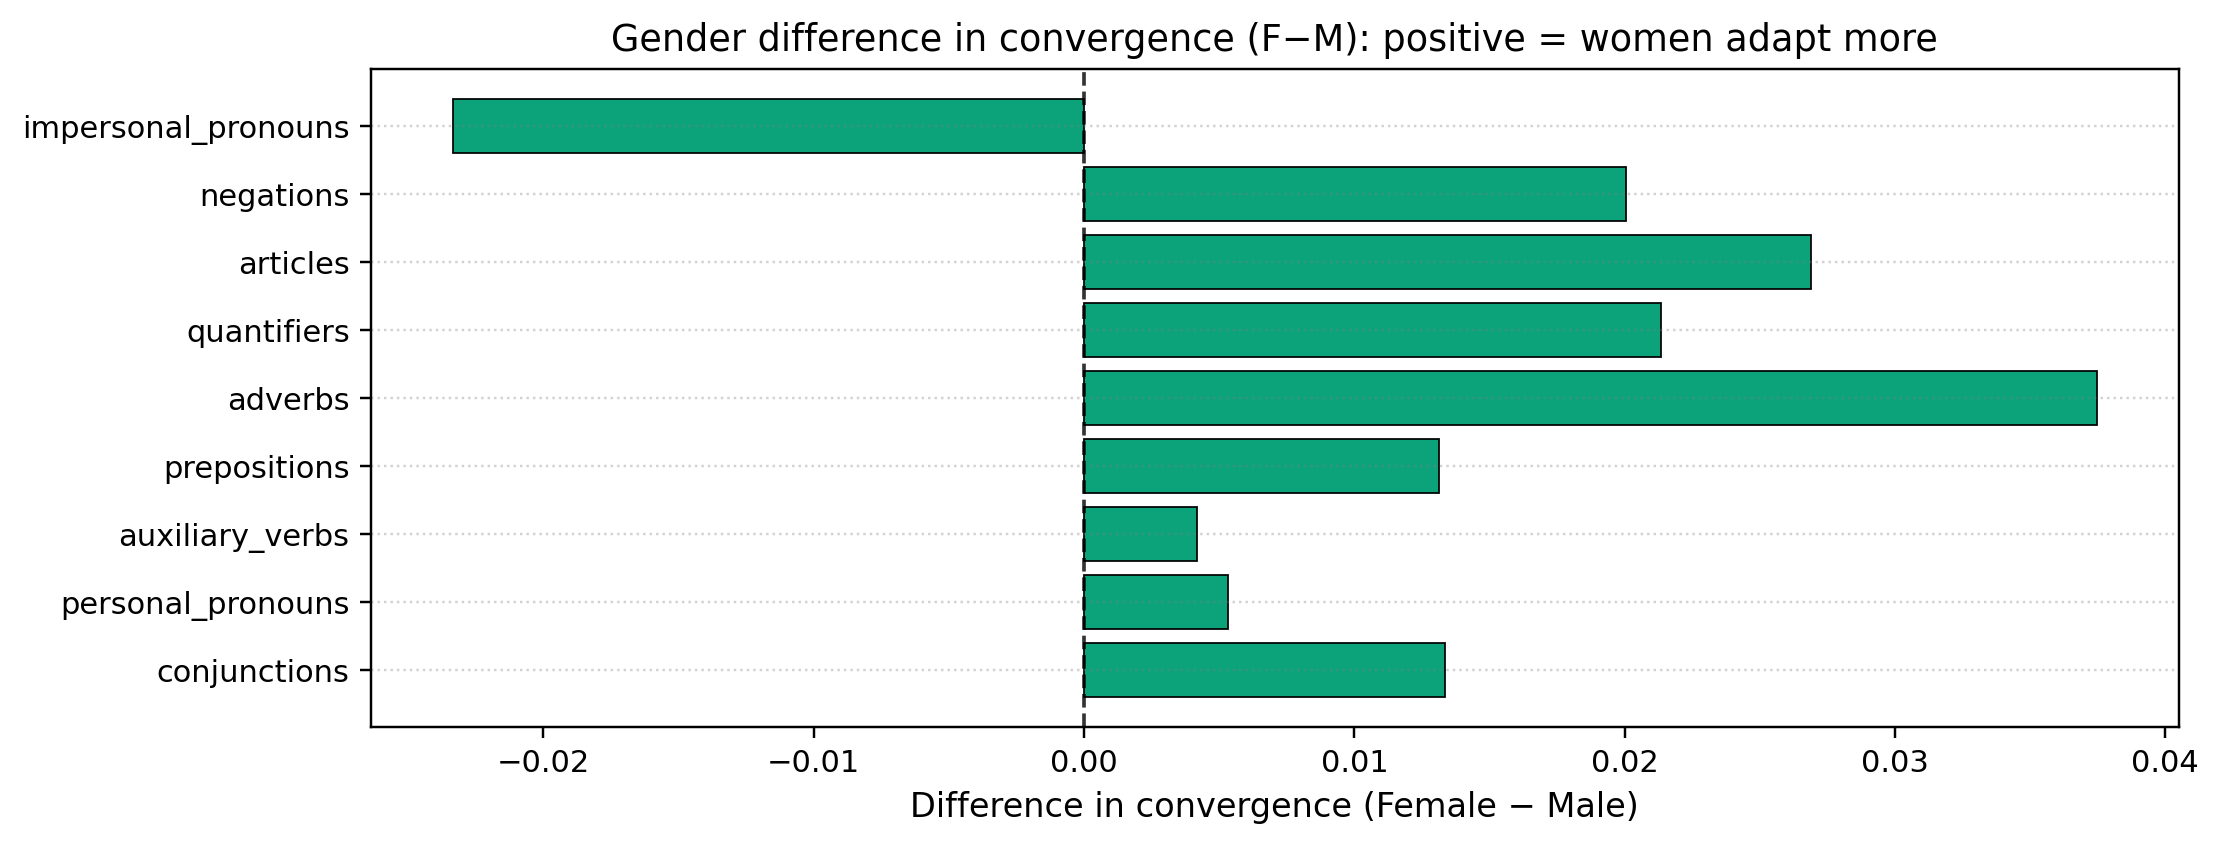 Gender difference in convergence (F−M): positive = women adapt more
impersonal_pronouns
negations
articles
quantifiers
adverbs
prepositions
auxiliary_verbs
personal_pronouns
conjunctions
−0.02 −0.01 0.00 0.01 0.02 0.03 0.04
Difference in convergence (Female − Male)